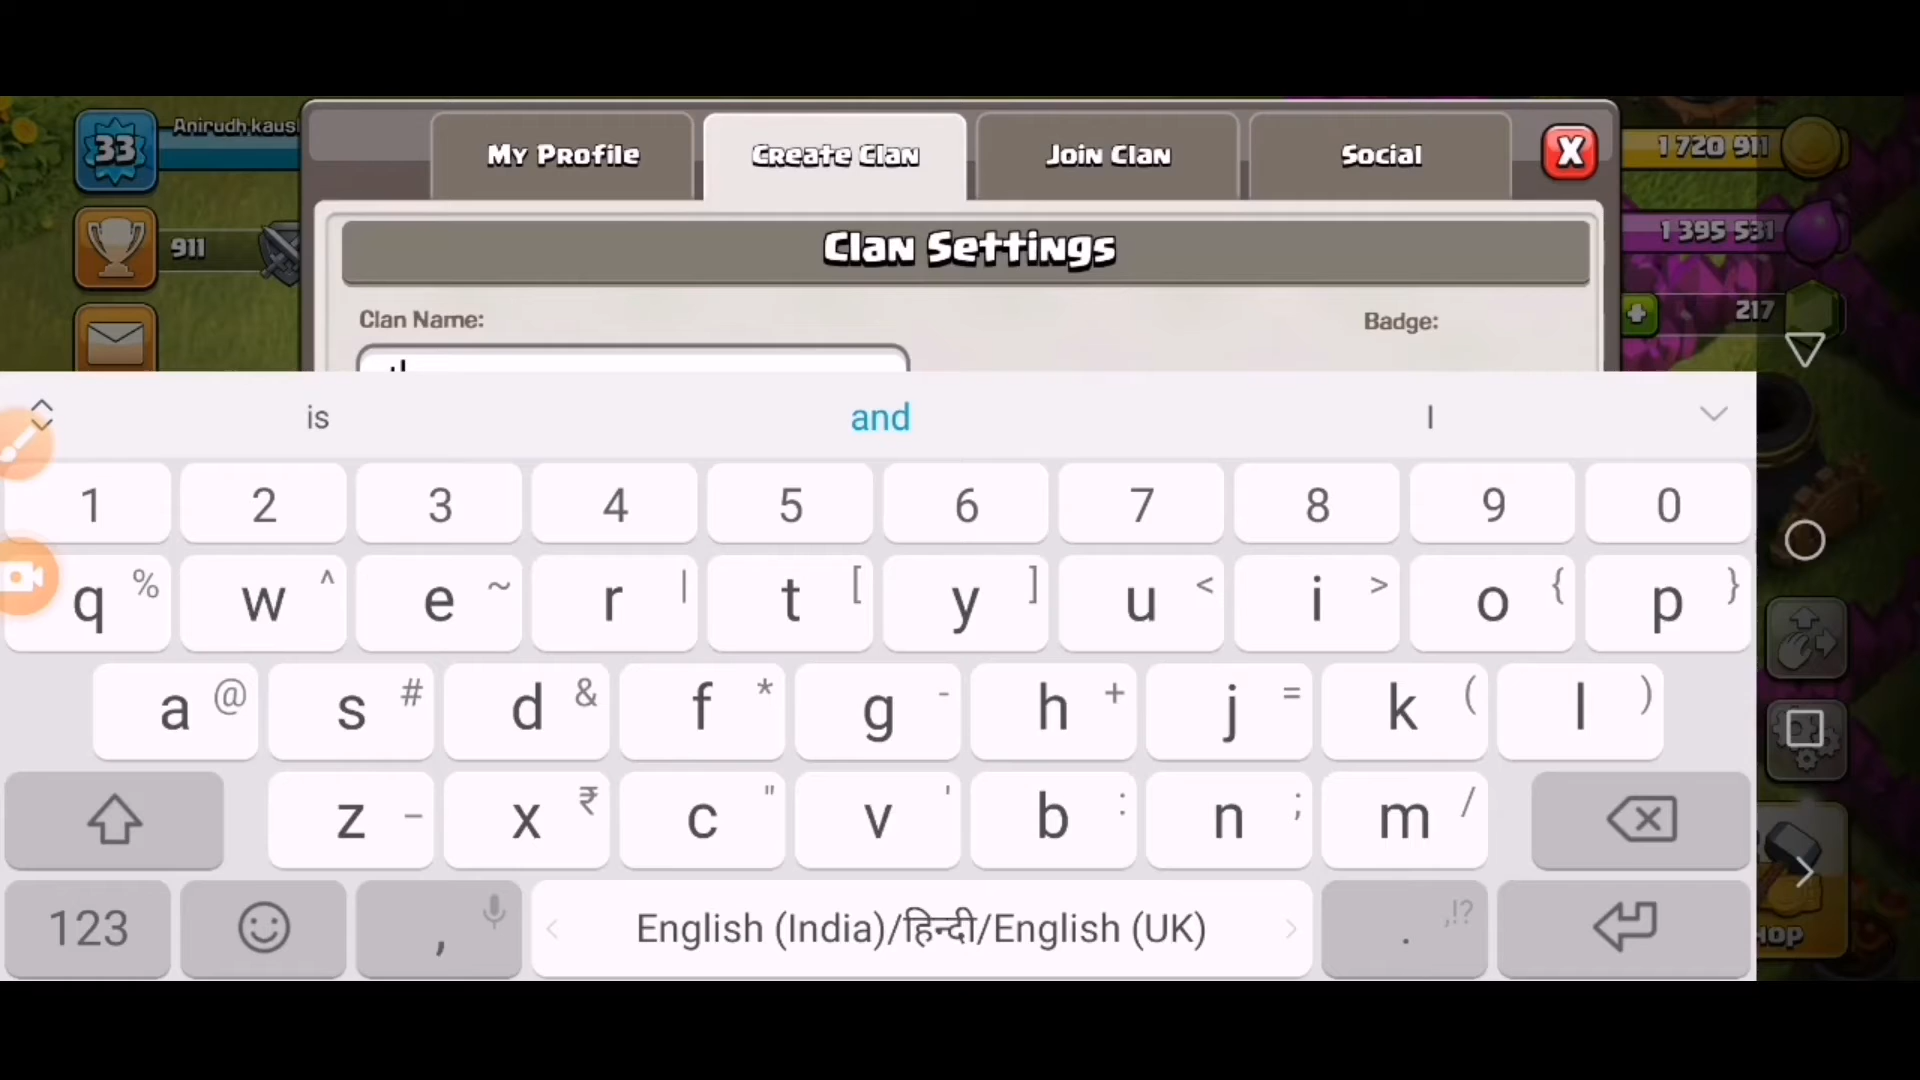 33
Anirudh kaus
My Profile
Create Clan
Join Clan
Social
X
1 720 911
911
Clan Settings
1 395 531
Clan Name:
Badge:
217
is
and
I
1 2 3 4 5 6 7 8 9 0
q % w ^ e ~ r | t [ y ] u < i > o { p }
a @ s # d & f * g - h + j = k ( l )
z _ x ₹ c " v ' b : n ; m /
123 , English (India)/हिन्दी/English (UK) . ,!?